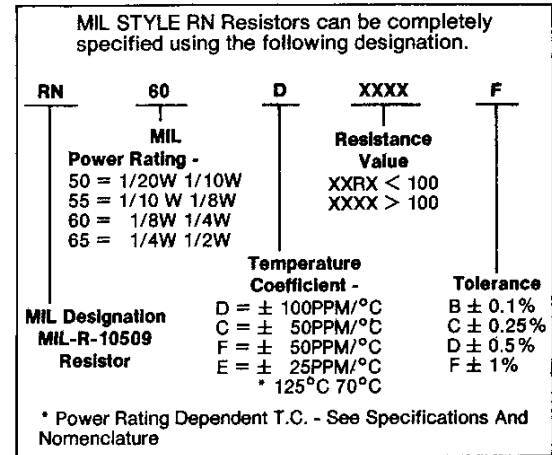 MIL STYLE RN Resistors can be completely
specified using the following designation.
RN 60 D XXXX F
MIL
Power Rating -
50 = 1/20W 1/10W
55 = 1/10 W 1/8W
60 = 1/8W 1/4W
65 = 1/4W 1/2W
Resistance
Value
XXRX < 100
XXXX > 100
MIL Designation
MIL-R-10509
Resistor
Temperature
Coefficient -
D = ± 100PPM/°C
C = ± 50PPM/°C
F = ± 50PPM/°C
E = ± 25PPM/°C
* 125°C 70°C
Tolerance
B ± 0.1%
C ± 0.25%
D ± 0.5%
F ± 1%
* Power Rating Dependent T.C. - See Specifications And
Nomenclature